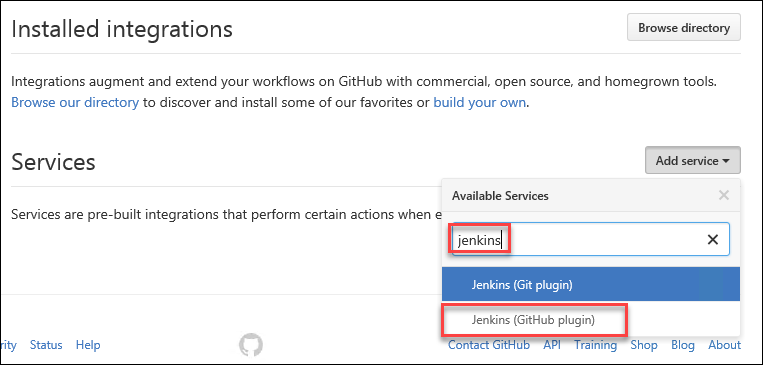 Installed integrations
Browse directory
Integrations augment and extend your workflows on GitHub with commercial, open source, and homegrown tools.
Browse our directory to discover and install some of our favorites or build your own.
Services
Add service
Available Services
Services are pre-built integrations that perform certain actions when e
jenkins
Jenkins (Git plugin)
Jenkins (GitHub plugin)
rity Status Help Contact GitHub API Training Shop Blog About